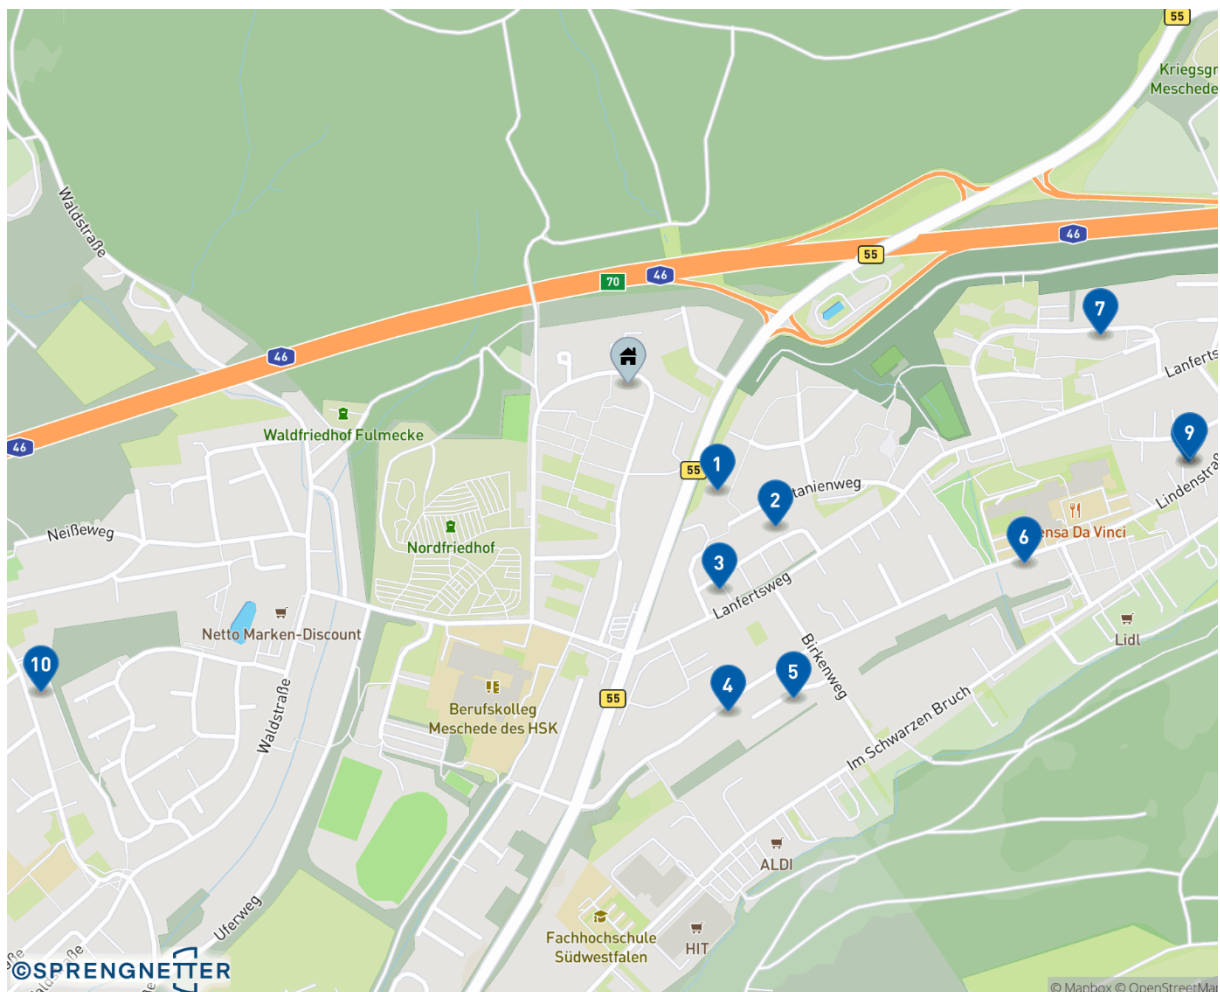 55
Kriegsgr
Meschede
Waldstraße
46
55
46
70
46
7
Lanferts
46
Waldfriedhof Fulmecke
9
1
55
Lindenstraß
tanienweg
2
Neißeweg
Nordfriedhof
6
ensa Da Vinci
3
Lanfertsweg
Netto Marken-Discount
Lidl
10
Birkenweg
5
4
55
Berufskolleg
Meschede des HSK
Waldstraße
Im Schwarzen Bruch
ALDI
Uferweg
Fachhochschule
Südwestfalen
HIT
©SPRENGNETTER
© Mapbox © OpenStreetMap